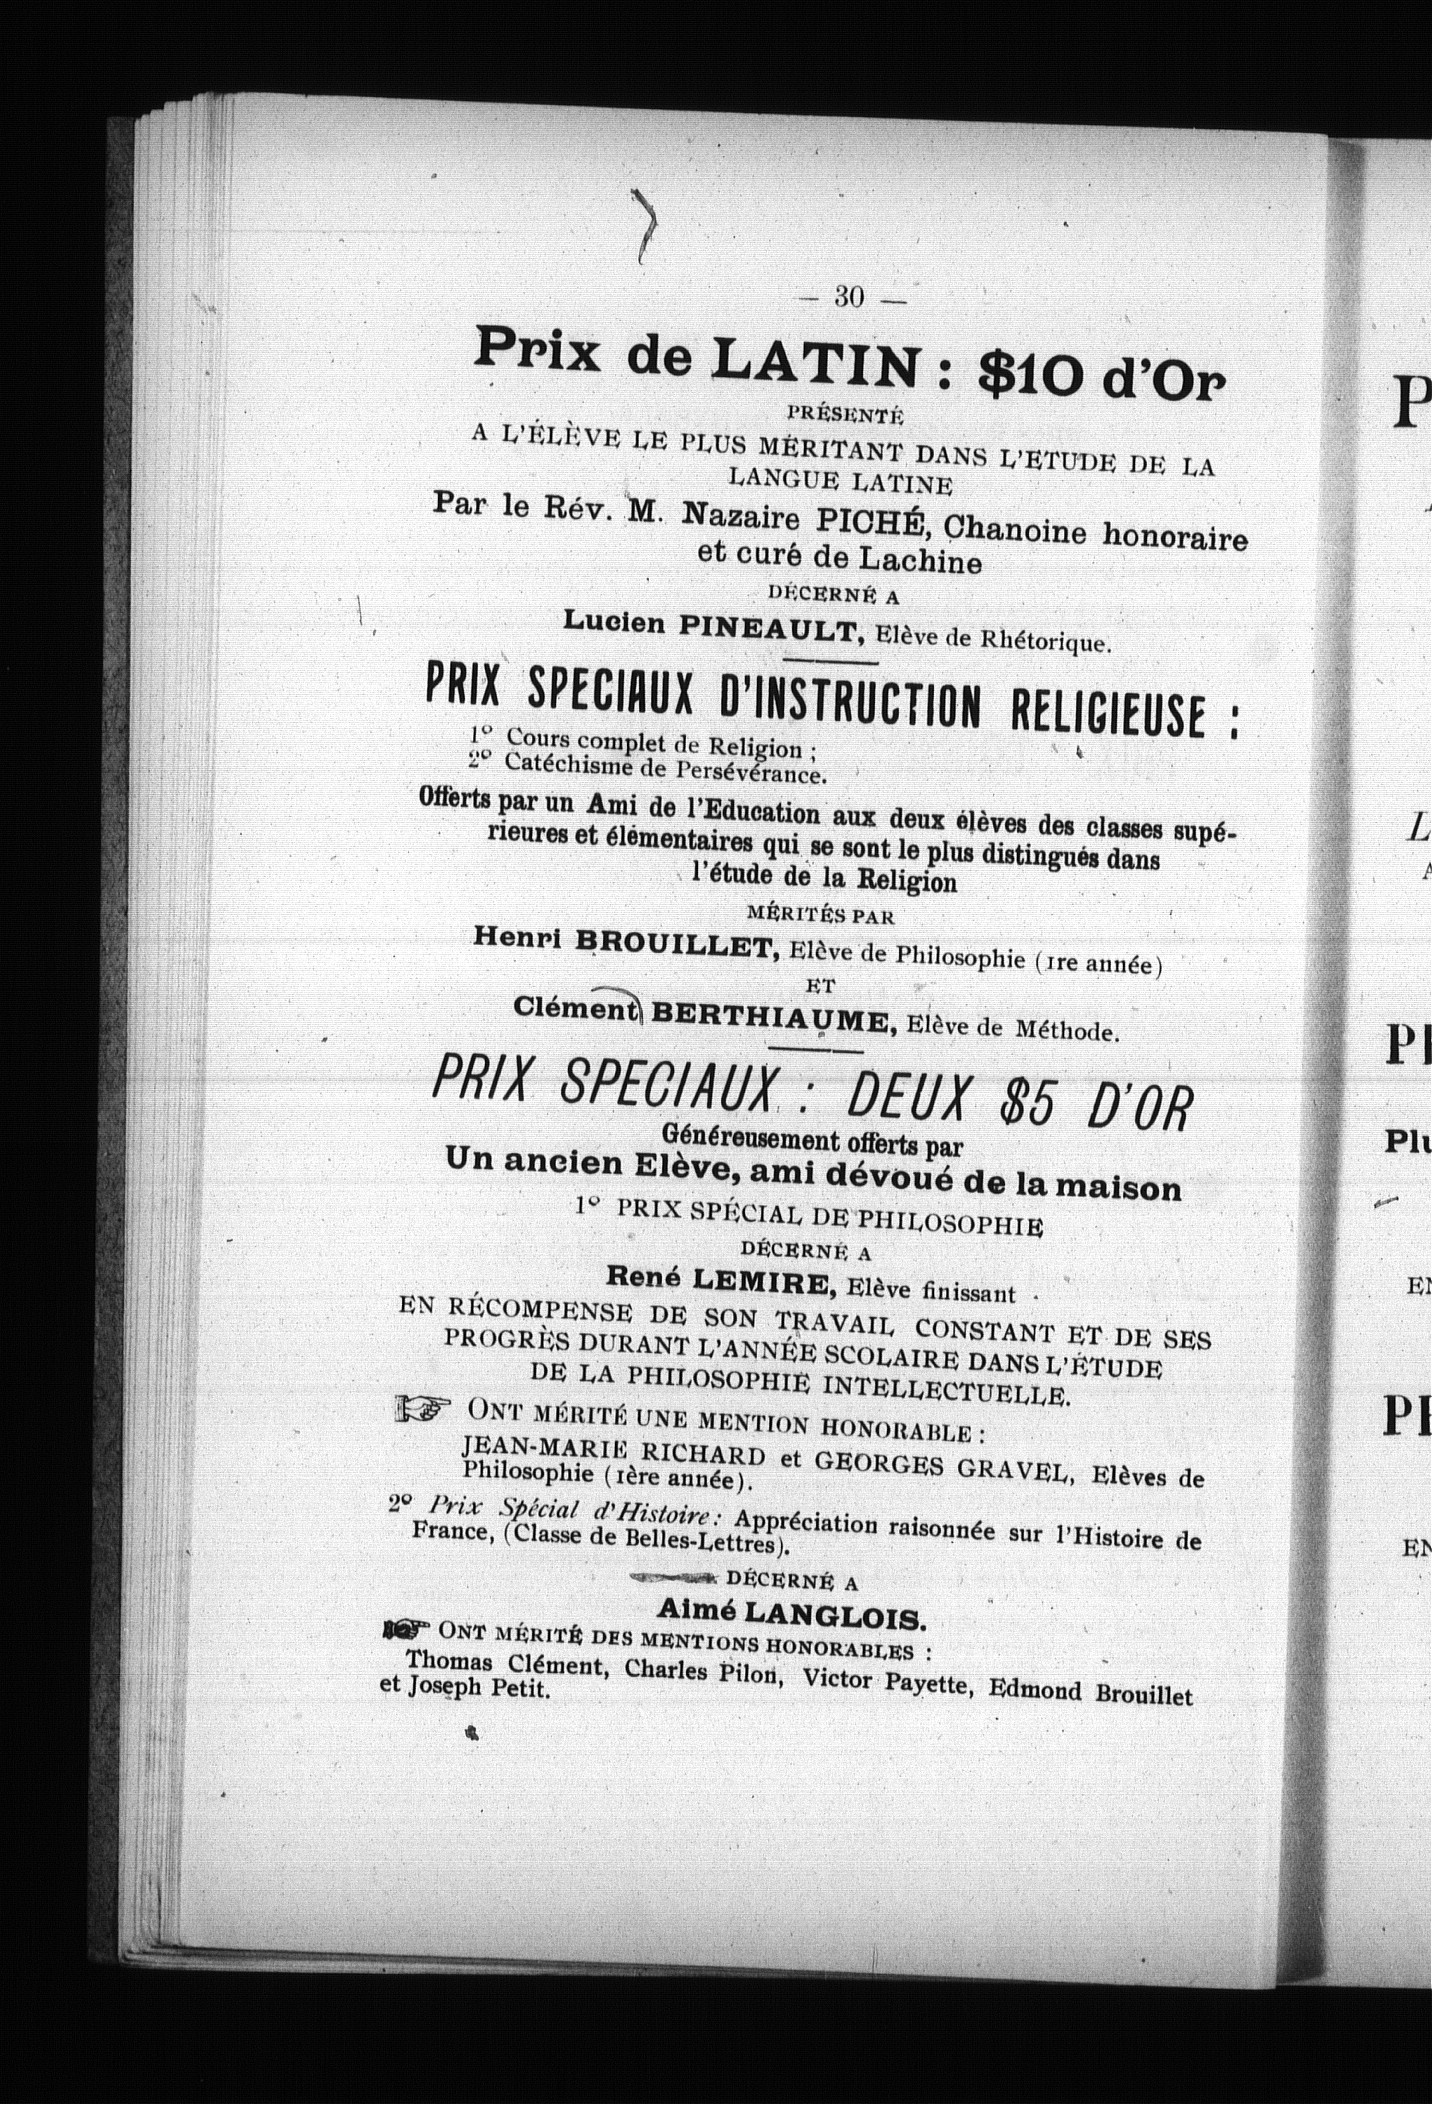 — 30 —
Prix de LATIN : $10 d'Or
PRÉSENTÉ
A L'ÉLÈVE LE PLUS MÉRITANT DANS L'ETUDE DE LA
LANGUE LATINE
Par le Rév. M. Nazaire PICHÉ, Chanoine honoraire
et curé de Lachine
DÉCERNÉ A
Lucien PINEAULT, Elève de Rhétorique.
PRIX SPECIAUX D'INSTRUCTION RELIGIEUSE :
1º Cours complet de Religion ;
2º Catéchisme de Persévérance.
Offerts par un Ami de l'Education aux deux élèves des classes supé-
rieures et élémentaires qui se sont le plus distingués dans
l'étude de la Religion
MÉRITÉS PAR
Henri BROUILLET, Elève de Philosophie (1re année)
ET
Clément BERTHIAUME, Elève de Méthode.
PRIX SPECIAUX : DEUX $5 D'OR
Généreusement offerts par
Un ancien Elève, ami dévoué de la maison
1º PRIX SPÉCIAL DE PHILOSOPHIE
DÉCERNÉ A
René LEMIRE, Elève finissant
EN RÉCOMPENSE DE SON TRAVAIL CONSTANT ET DE SES
PROGRÈS DURANT L'ANNÉE SCOLAIRE DANS L'ÉTUDE
DE LA PHILOSOPHIE INTELLECTUELLE.
ONT MÉRITÉ UNE MENTION HONORABLE :
JEAN-MARIE RICHARD et GEORGES GRAVEL, Elèves de
Philosophie (1ère année).
2º Prix Spécial d'Histoire : Appréciation raisonnée sur l'Histoire de
France, (Classe de Belles-Lettres).
DÉCERNÉ A
Aimé LANGLOIS.
ONT MÉRITÉ DES MENTIONS HONORABLES :
Thomas Clément, Charles Pilon, Victor Payette, Edmond Brouillet
et Joseph Petit.
P
L
A
PR
Plu
EN
PR
EN